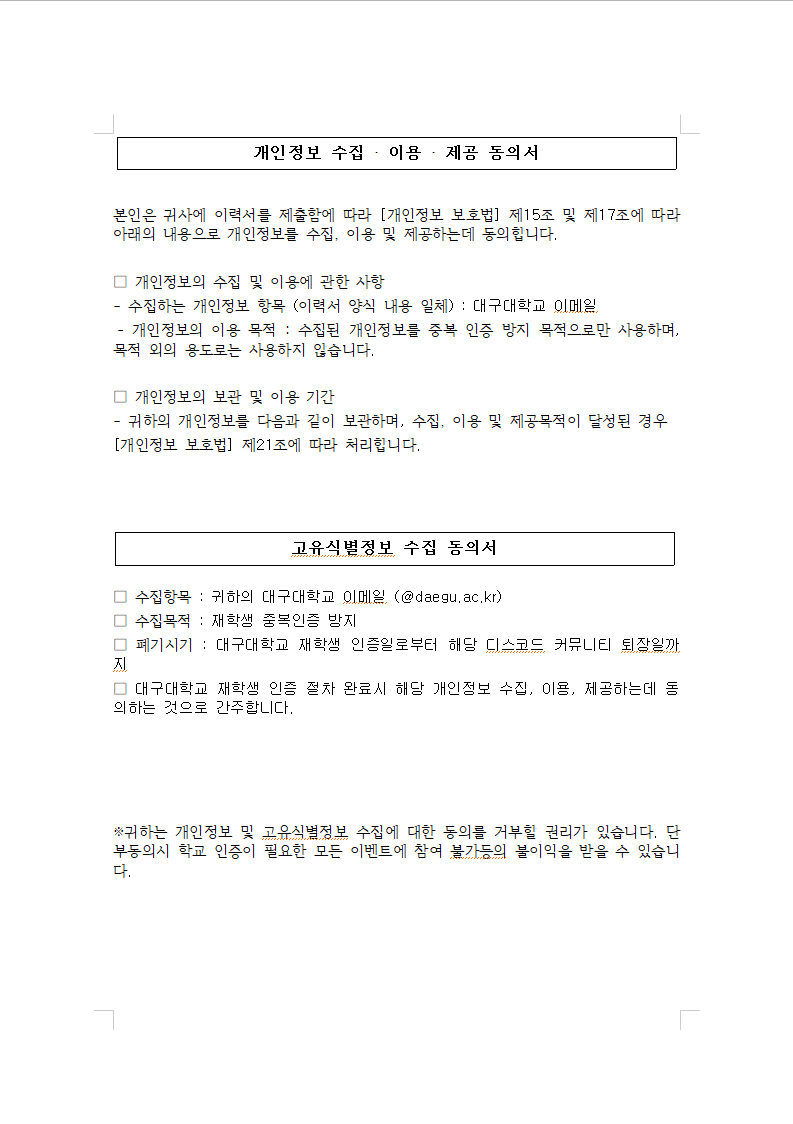 개인정보 수집 · 이용 · 제공 동의서
본인은 귀사에 이력서를 제출함에 따라 [개인정보 보호법] 제15조 및 제17조에 따라
아래의 내용으로 개인정보를 수집, 이용 및 제공하는데 동의힙니다.
□ 개인정보의 수집 및 이용에 관한 사항
- 수집하는 개인정보 항목 (이력서 양식 내용 일체) : 대구대학교 이메일
- 개인정보의 이용 목적 : 수집된 개인정보를 중복 인증 방지 목적으로만 사용하며,
목적 외의 용도로는 사용하지 않습니다.
□ 개인정보의 보관 및 이용 기간
- 귀하의 개인정보를 다음과 길이 보관하며, 수집, 이용 및 제공목적이 달성된 경우
[개인정보 보호법] 제21조에 따라 처리힙니다.
고유식별정보 수집 동의서
□ 수집항목 : 귀하의 대구대학교 이메일 (@daegu.ac.kr)
□ 수집목적 : 재학생 중복인증 방지
□ 폐기시기 : 대구대학교 재학생 인증일로부터 해당 디스코드 커뮤니티 퇴장일까
지
□ 대구대학교 재학생 인증 절차 완료시 해당 개인정보 수집, 이용, 제공하는데 동
의하는 것으로 간주합니다.
※귀하는 개인정보 및 고유식별정보 수집에 대한 동의를 거부할 권리가 있습니다. 단
부동의시 학교 인증이 필요한 모든 이벤트에 참여 불가등의 불이익을 받을 수 있습니
다.